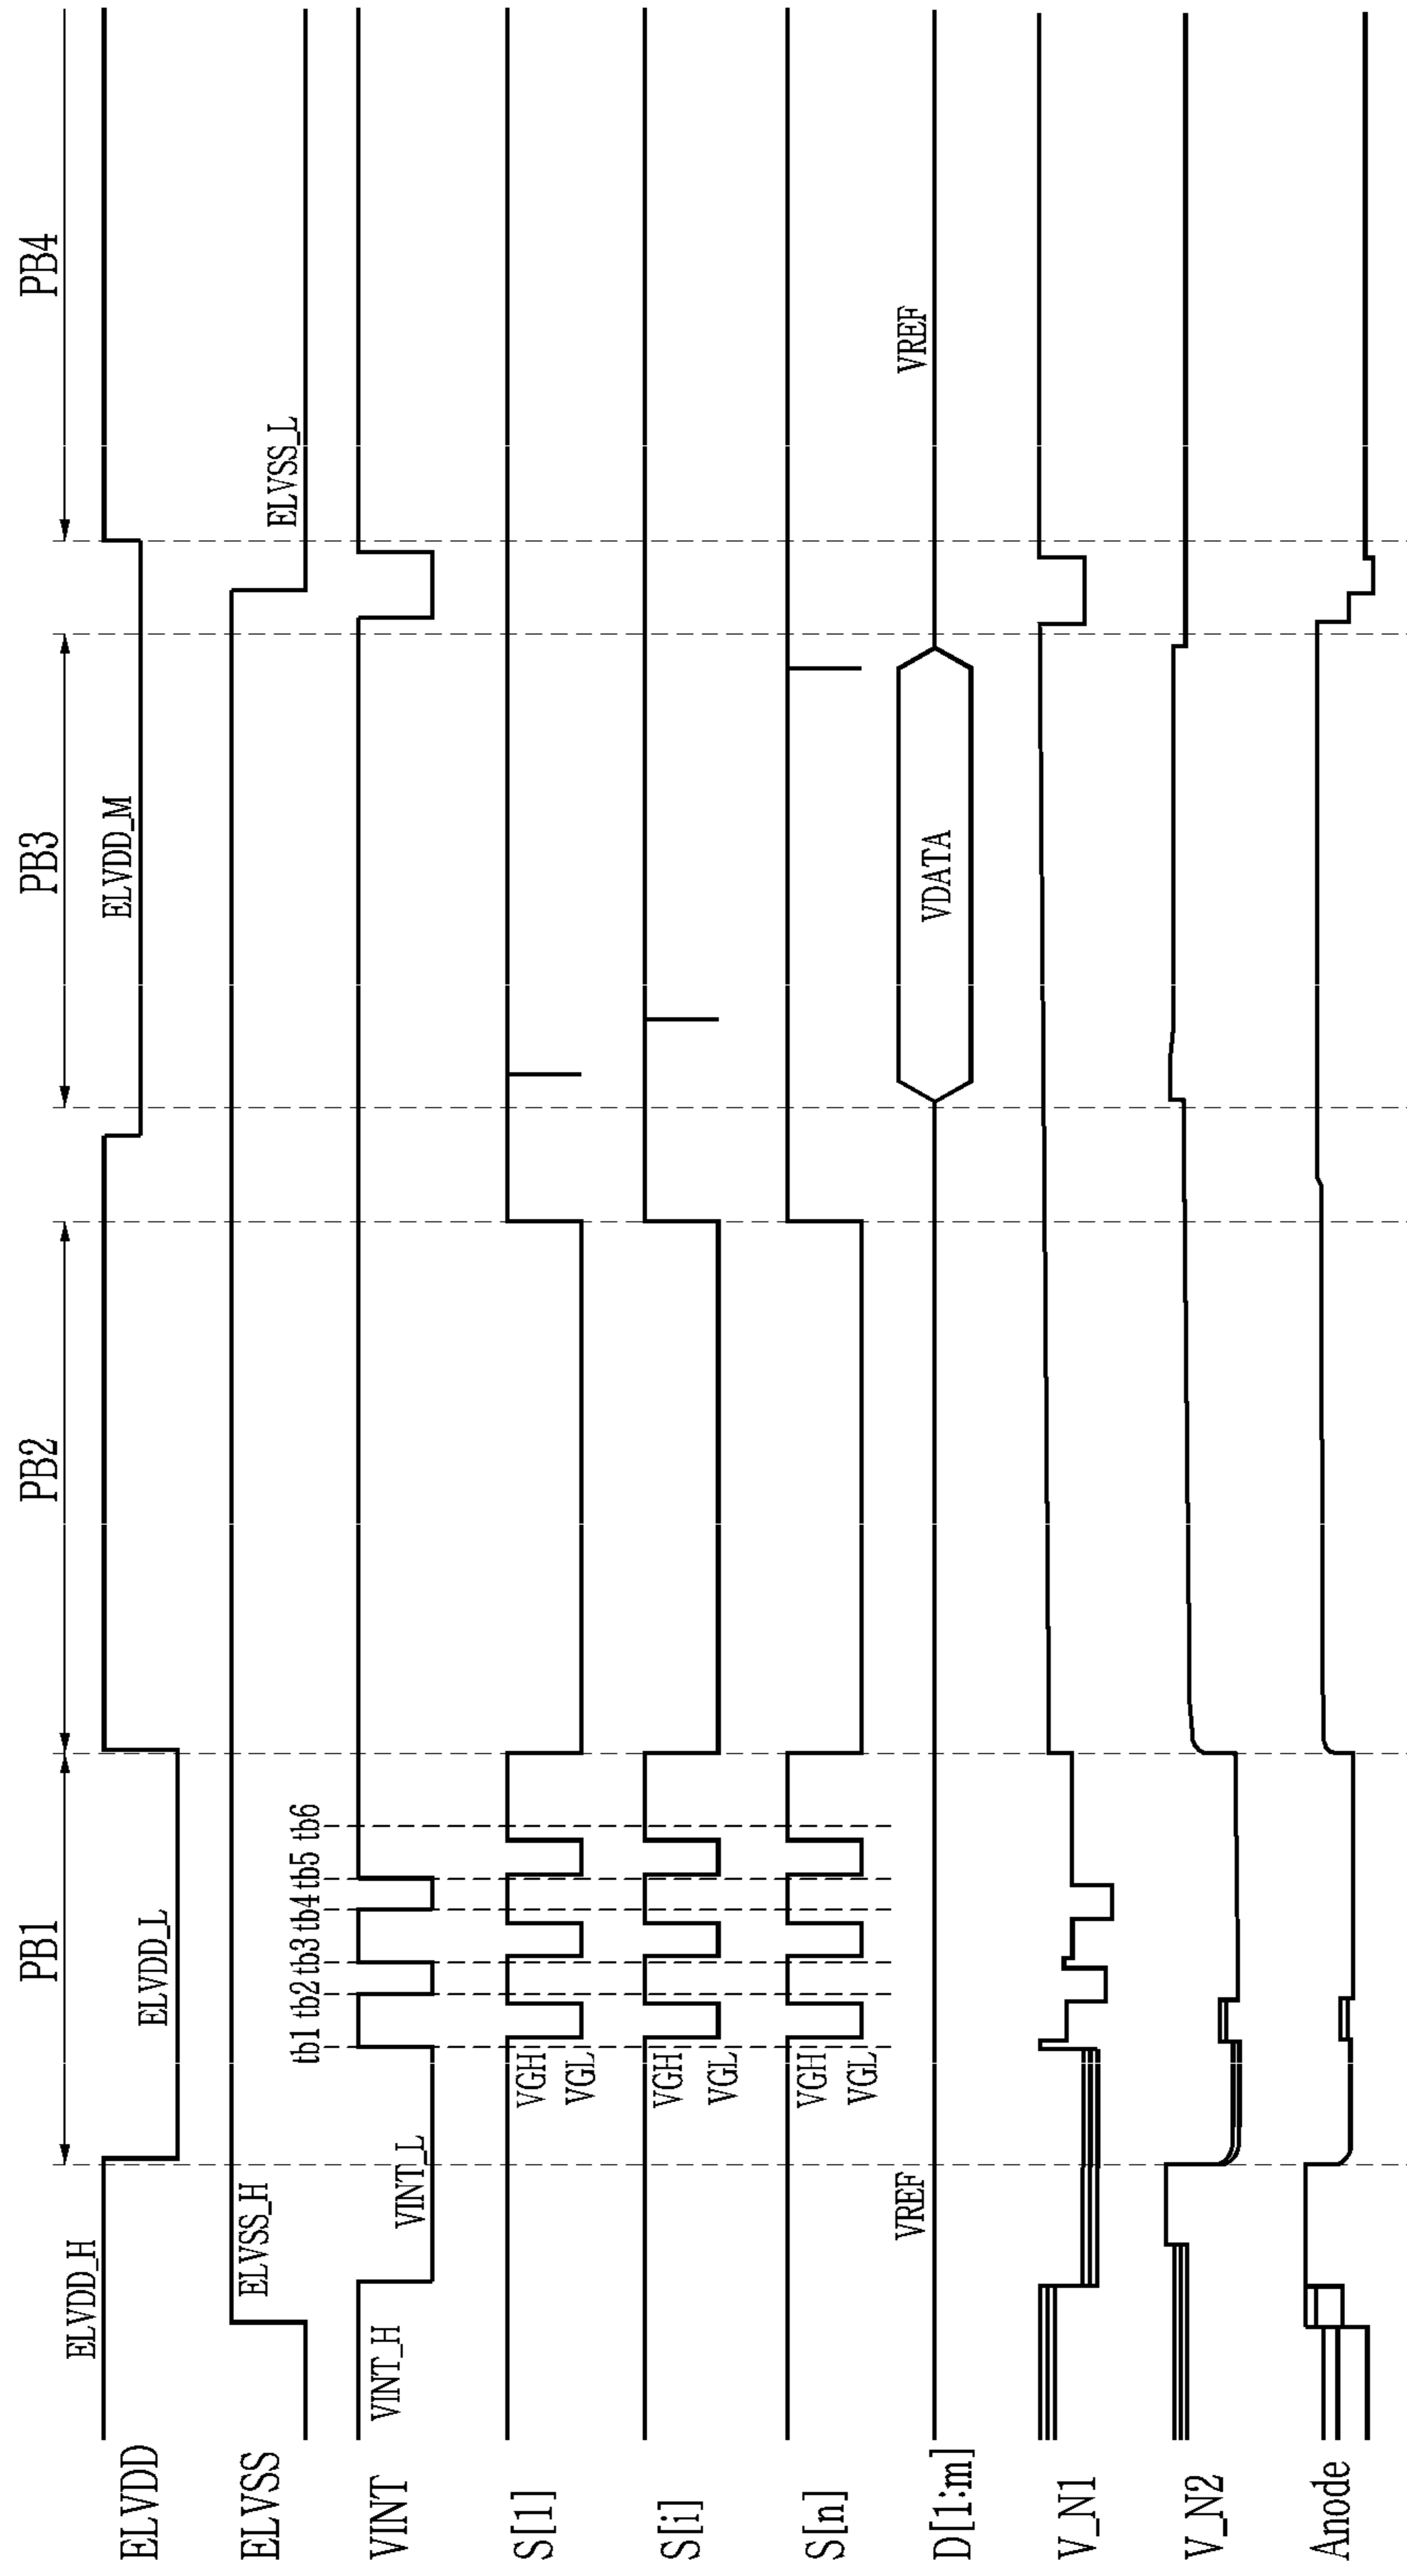 PB1 PB2 PB3 PB4
ELVDD ELVDD_H ELVDD_L ELVDD_M
ELVSS ELVSS_H ELVSS_L
VINT VINT_H VINT_L
tb1 tb2 tb3 tb4 tb5 tb6
S[1] VGH
VGL
S[i] VGH
VGL
S[n] VGH
VGL
D[1:m] VREF VDATA VREF
V_N1
V_N2
Anode